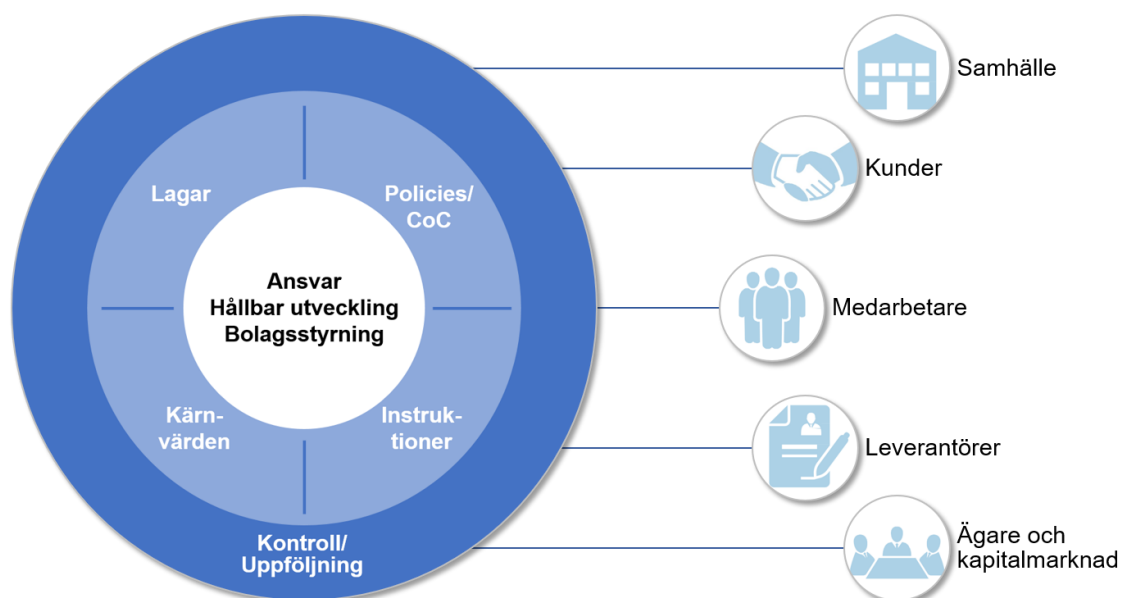 Lagar
Policies/
CoC
Ansvar
Hållbar utveckling
Bolagsstyrning
Kärn-
värden
Instruk-
tioner
Kontroll/
Uppföljning
Samhälle
Kunder
Medarbetare
Leverantörer
Ägare och
kapitalmarknad